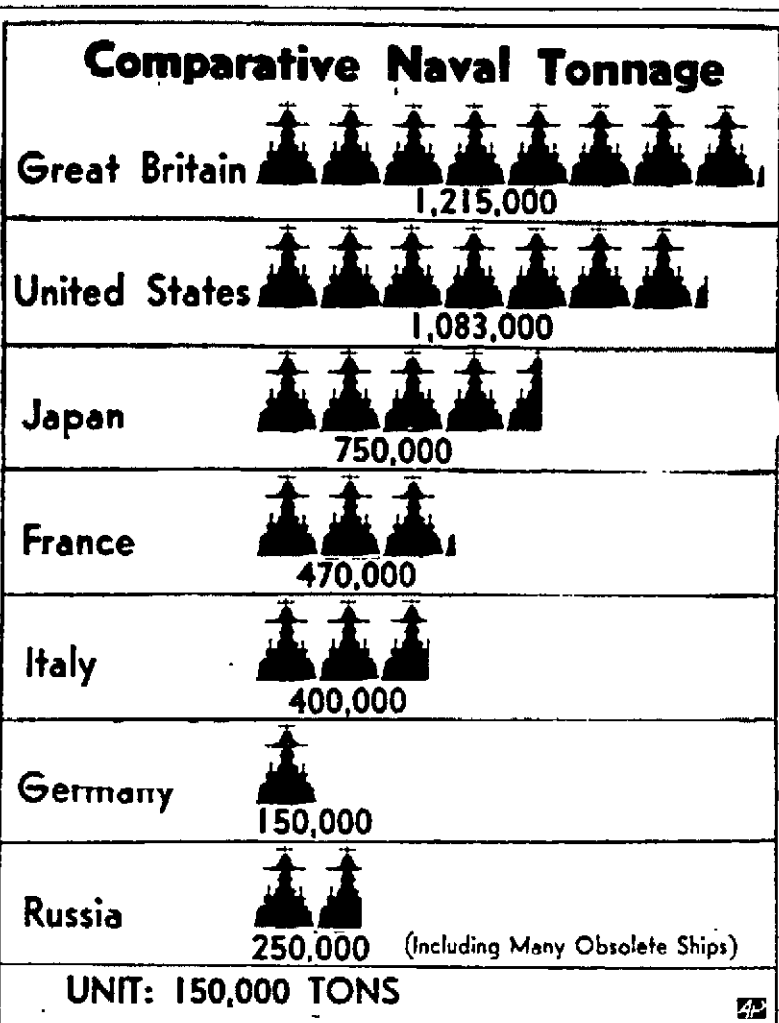 Comparative Naval Tonnage
Great Britain
1,215,000
United States
1,083,000
Japan
750,000
France
470,000
Italy
400,000
Germany
150,000
Russia
250,000 (Including Many Obsolete Ships)
UNIT: 150,000 TONS
AP